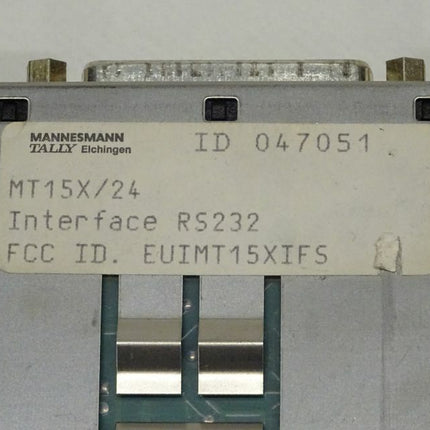 MANNESMANN
TALLY Elchingen
ID 047051
MT15X/24
Interface RS232
FCC ID. EUIMT15XIFS